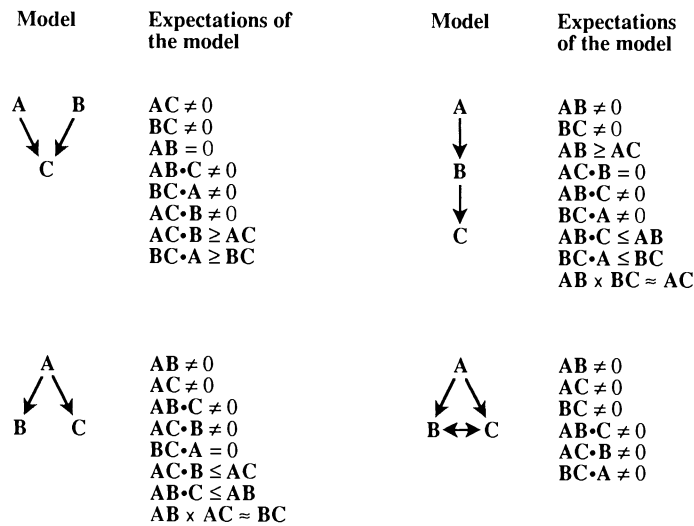 Model
Expectations of
the model
A B
C
AC ≠ 0
BC ≠ 0
AB = 0
AB•C ≠ 0
BC•A ≠ 0
AC•B ≠ 0
AC•B ≥ AC
BC•A ≥ BC
Model
Expectations
of the model
A
B
C
AB ≠ 0
BC ≠ 0
AB ≥ AC
AC•B = 0
AB•C ≠ 0
BC•A ≠ 0
AB•C ≤ AB
BC•A ≤ BC
AB x BC ≈ AC
A
B C
AB ≠ 0
AC ≠ 0
AB•C ≠ 0
AC•B ≠ 0
BC•A = 0
AC•B ≤ AC
AB•C ≤ AB
AB x AC ≈ BC
A
B C
AB ≠ 0
AC ≠ 0
BC ≠ 0
AB•C ≠ 0
AC•B ≠ 0
BC•A ≠ 0